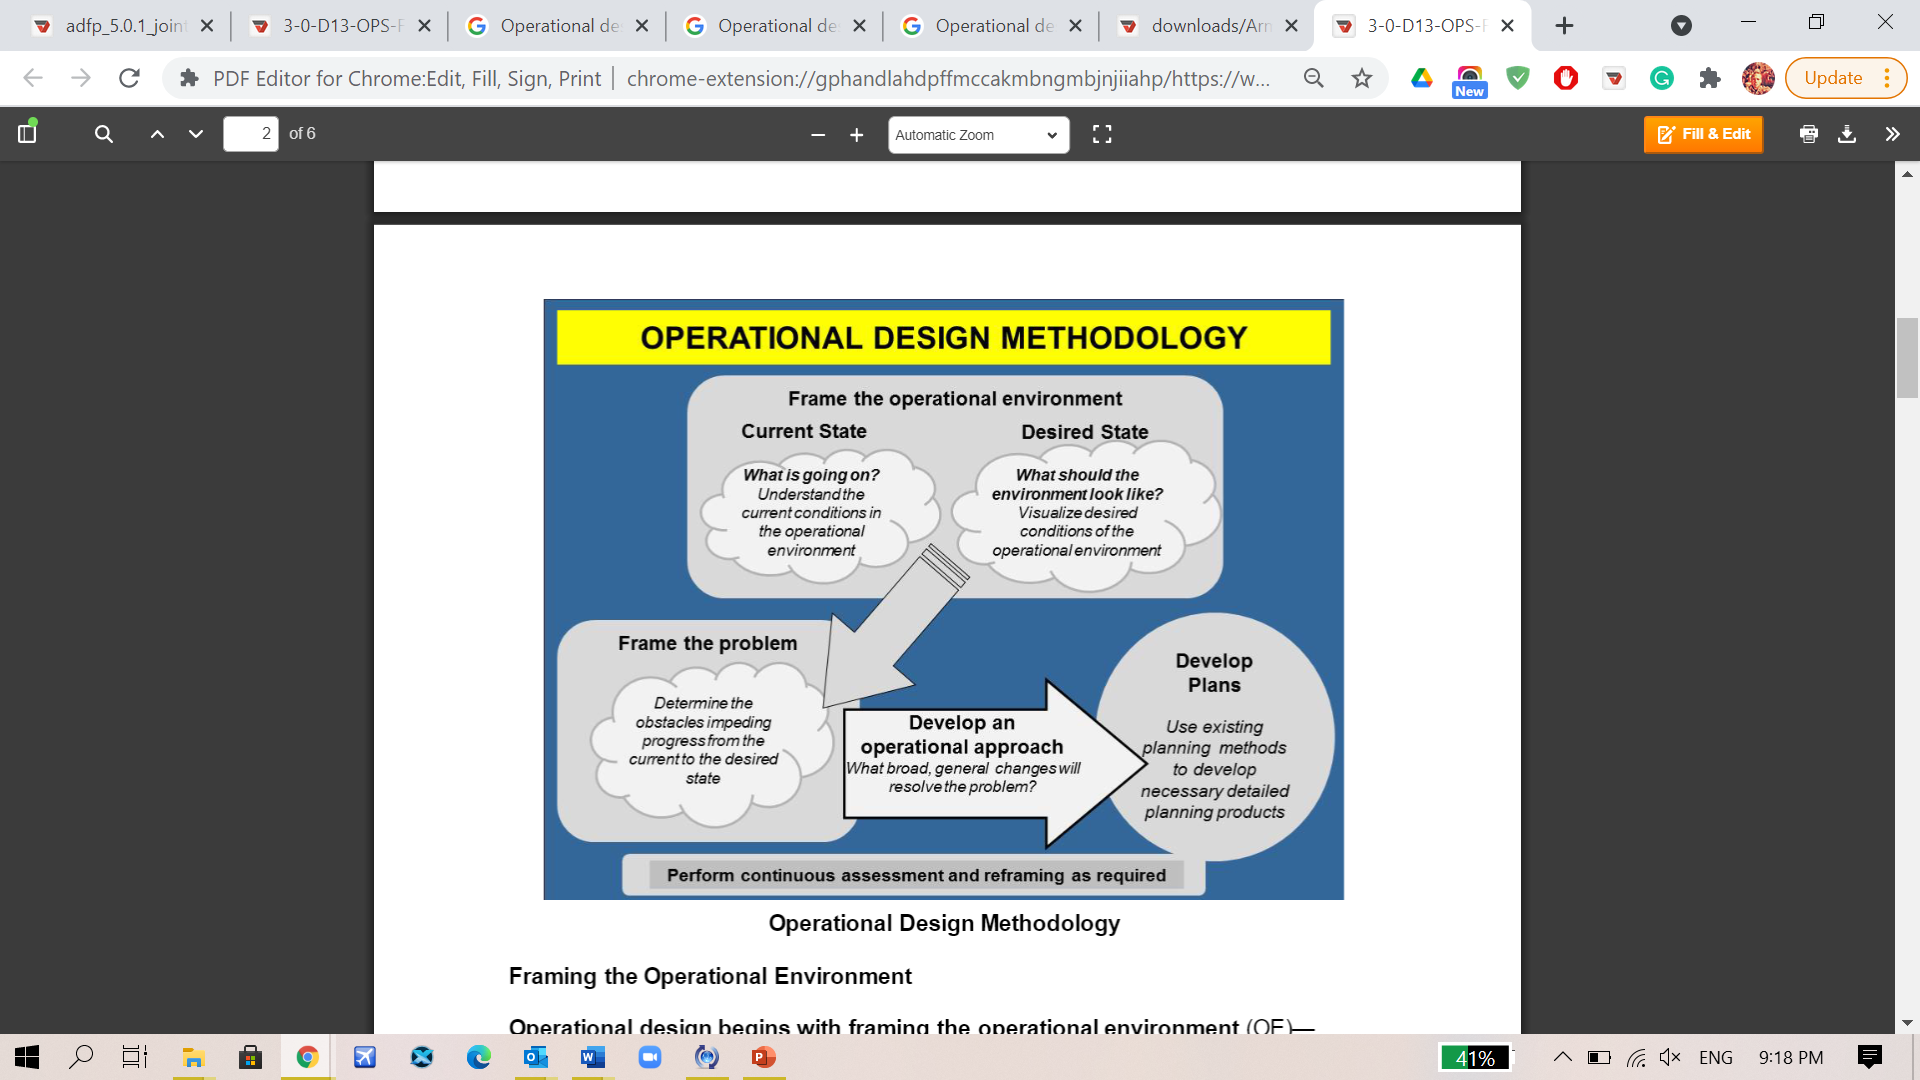 adfp_5.0.1_joint
3-0-D13-OPS-F
Operational de
Operational de
Operational de
downloads/Arm
3-0-D13-OPS-F
PDF Editor for Chrome:Edit, Fill, Sign, Print
chrome-extension://gphandlahdpffmccakmbngmbjnjiiahp/https://w...
New
Update
2 of 6
Automatic Zoom
Fill & Edit
OPERATIONAL DESIGN METHODOLOGY
Frame the operational environment
Current State
What is going on?
Understand the
current conditions in
the operational
environment
Desired State
What should the
environment look like?
Visualize desired
conditions of the
operational environment
Frame the problem
Determine the
obstacles impeding
progress from the
current to the desired
state
Develop an
operational approach
What broad, general changes will
resolve the problem?
Develop
Plans
Use existing
planning methods
to develop
necessary detailed
planning products
Perform continuous assessment and reframing as required
Operational Design Methodology
Framing the Operational Environment
Operational design begins with framing the operational environment (OE)—
41%
ENG
9:18 PM